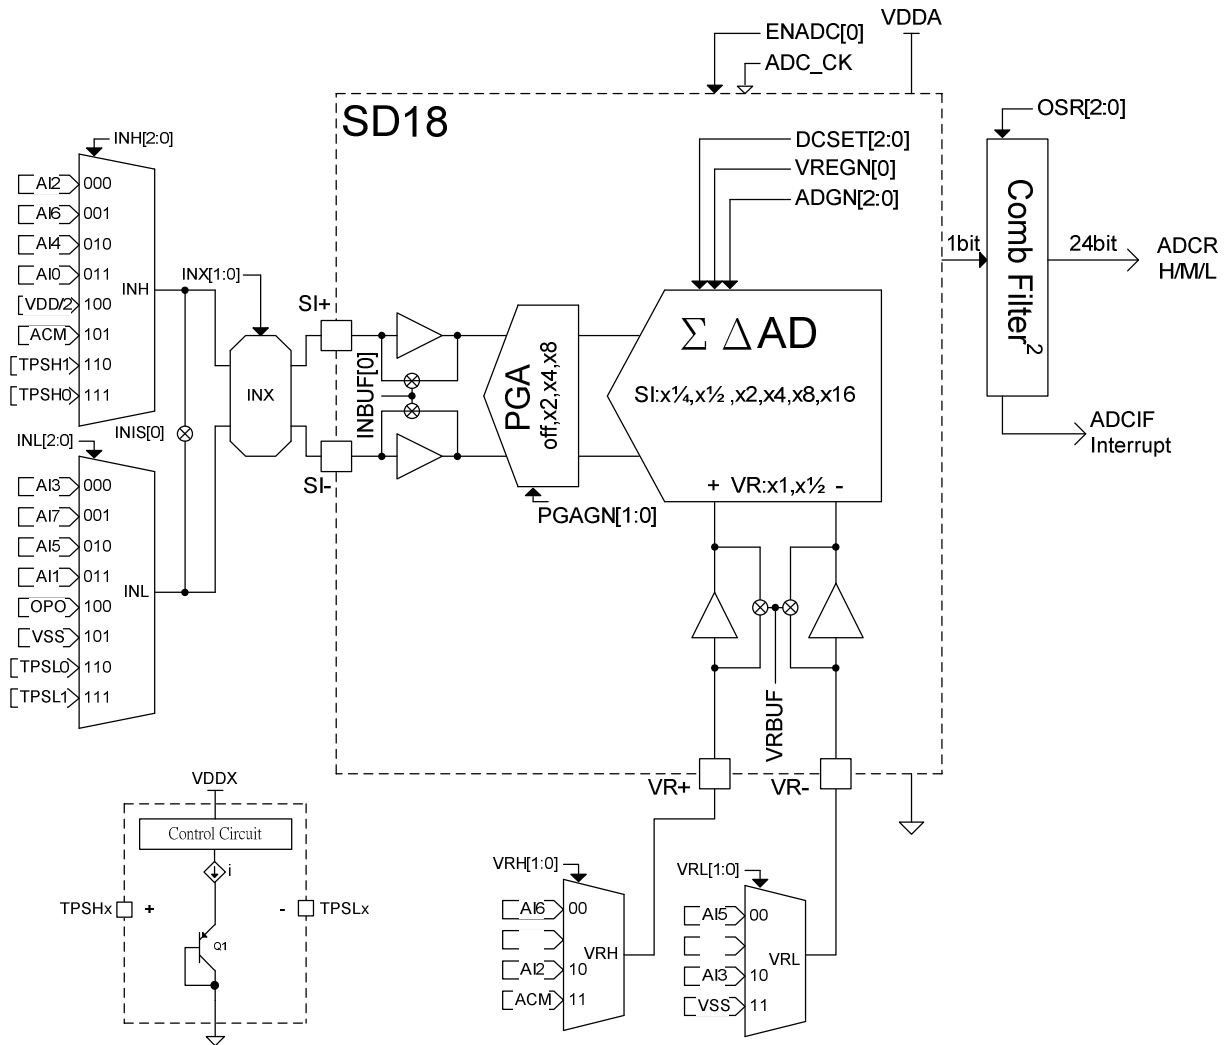 VDDA
ENADC[0]
ADC_CK
SD18
OSR[2:0]
INH[2:0]
DCSET[2:0]
VREGN[0]
ADGN[2:0]
AI2 000
AI6 001
AI4 010
AI0 011
VDD/2 100
ACM 101
TPSH1 110
TPSH0 111
INH
INX[1:0]
INX
SI+
SI-
INBUF[0]
PGA
off,x2,x4,x8
PGAGN[1:0]
Σ Δ AD
SI:x¼,x½ ,x2,x4,x8,x16
+ VR:x1,x½ -
1bit
Comb Filter²
24bit
ADCR
H/M/L
ADCIF
Interrupt
INIS[0]
INL[2:0]
AI3 000
AI7 001
AI5 010
AI1 011
OPO 100
VSS 101
TPSL0 110
TPSL1 111
INL
VRBUF
VR+
VR-
VDDX
Control Circuit
i
TPSHx
+
-
TPSLx
Q1
VRH[1:0]
AI6 00
AI2 10
ACM 11
VRH
VRL[1:0]
AI5 00
AI3 10
VSS 11
VRL